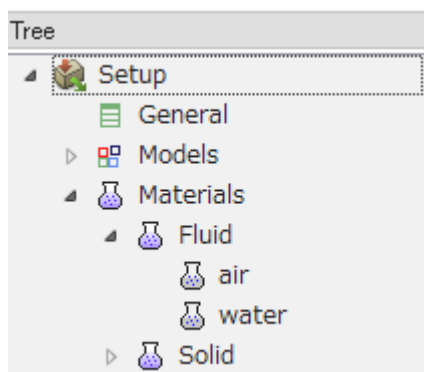 Tree
Setup
General
Models
Materials
Fluid
air
water
Solid